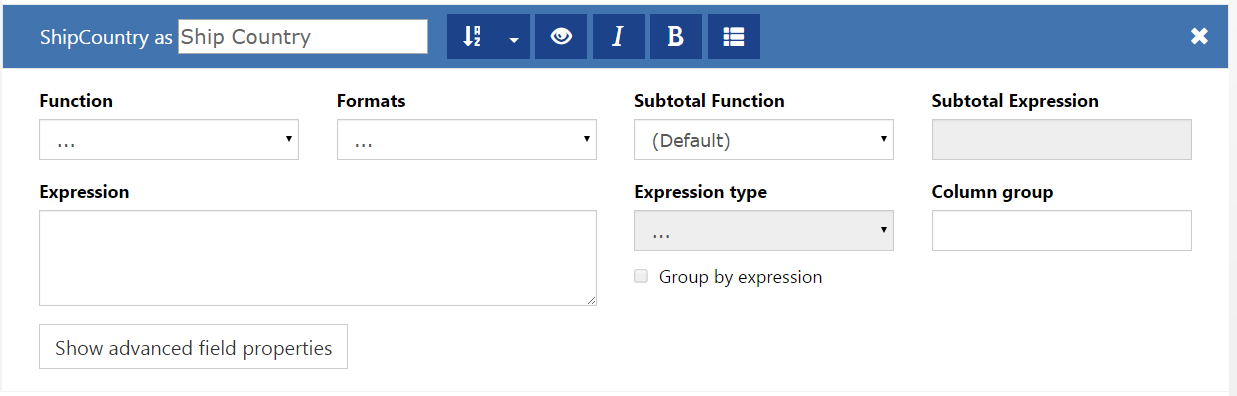 ShipCountry as Ship Country I B
Function Formats Subtotal Function Subtotal Expression
... ... (Default)
Expression Expression type Column group
...
Group by expression
Show advanced field properties